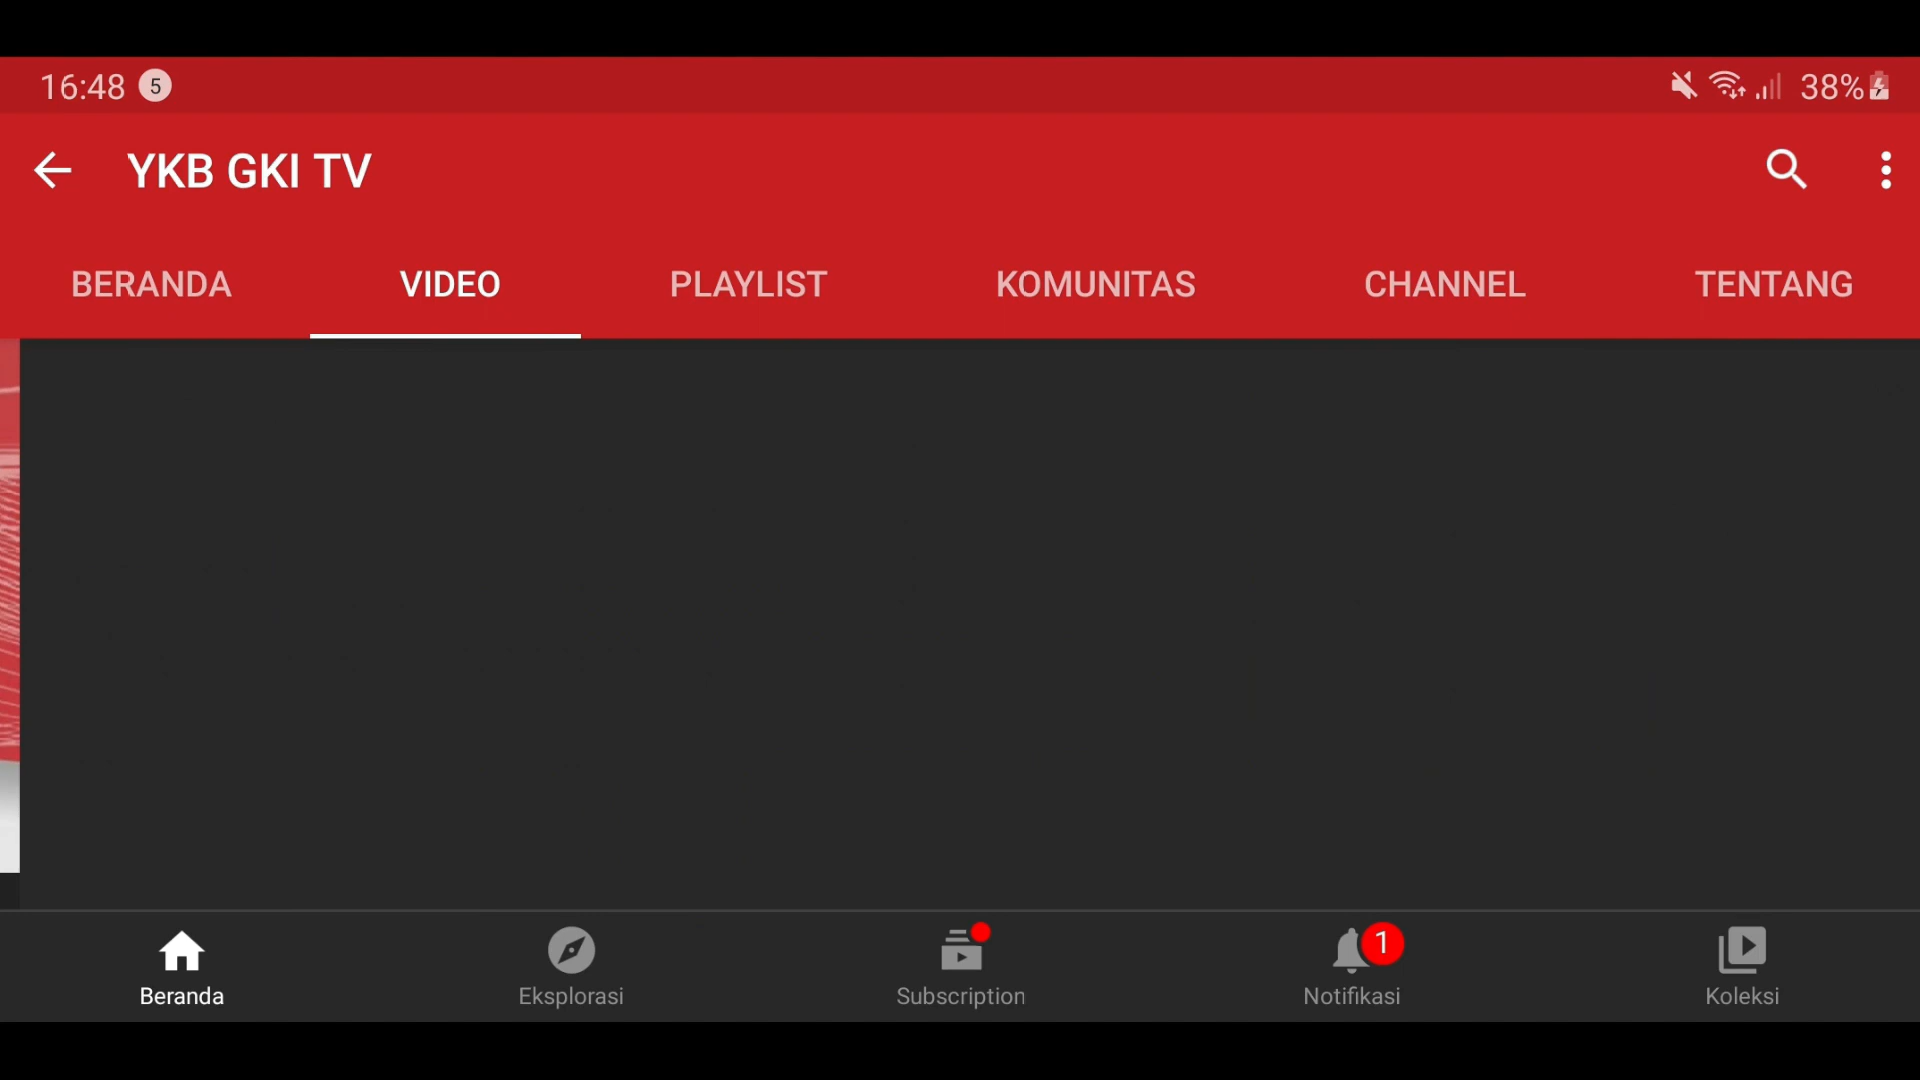 16:48 5 38%
YKB GKI TV
BERANDA VIDEO PLAYLIST KOMUNITAS CHANNEL TENTANG
1
Beranda Eksplorasi Subscription Notifikasi Koleksi